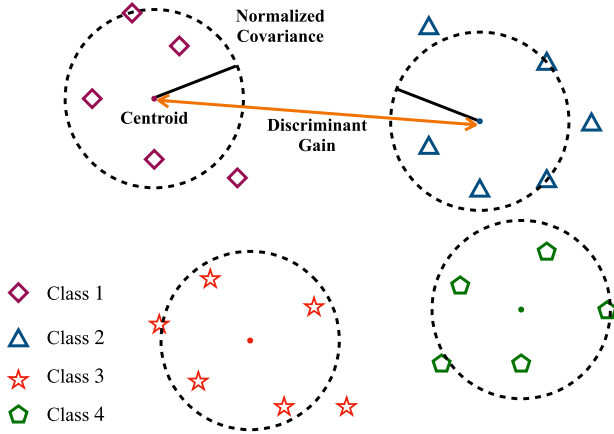 Normalized
Covariance
Centroid
Discriminant
Gain
Class 1
Class 2
Class 3
Class 4